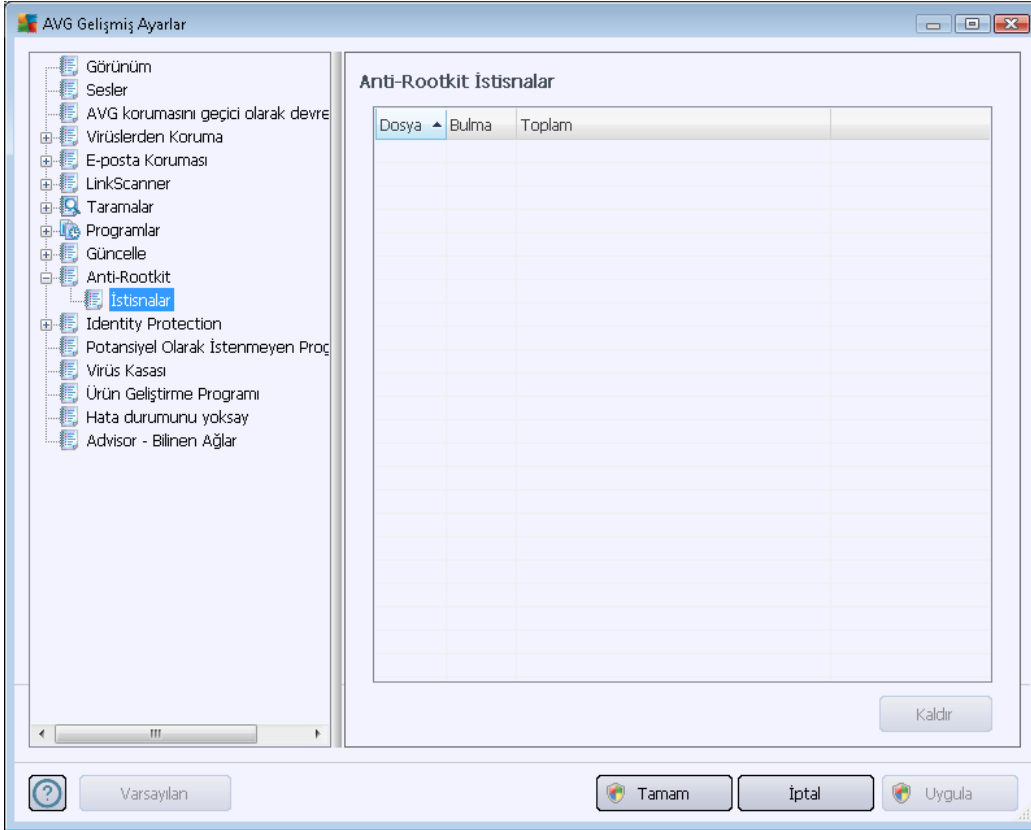 AVG Gelişmiş Ayarlar
Görünüm
Sesler
AVG korumasını geçici olarak devre
Virüslerden Koruma
E-posta Koruması
LinkScanner
Taramalar
Programlar
Güncelle
Anti-Rootkit
İstisnalar
Identity Protection
Potansiyel Olarak İstenmeyen Prog
Virüs Kasası
Ürün Geliştirme Programı
Hata durumunu yoksay
Advisor - Bilinen Ağlar
Anti-Rootkit İstisnalar
Dosya Bulma Toplam
Kaldır
Varsayılan Tamam İptal Uygula